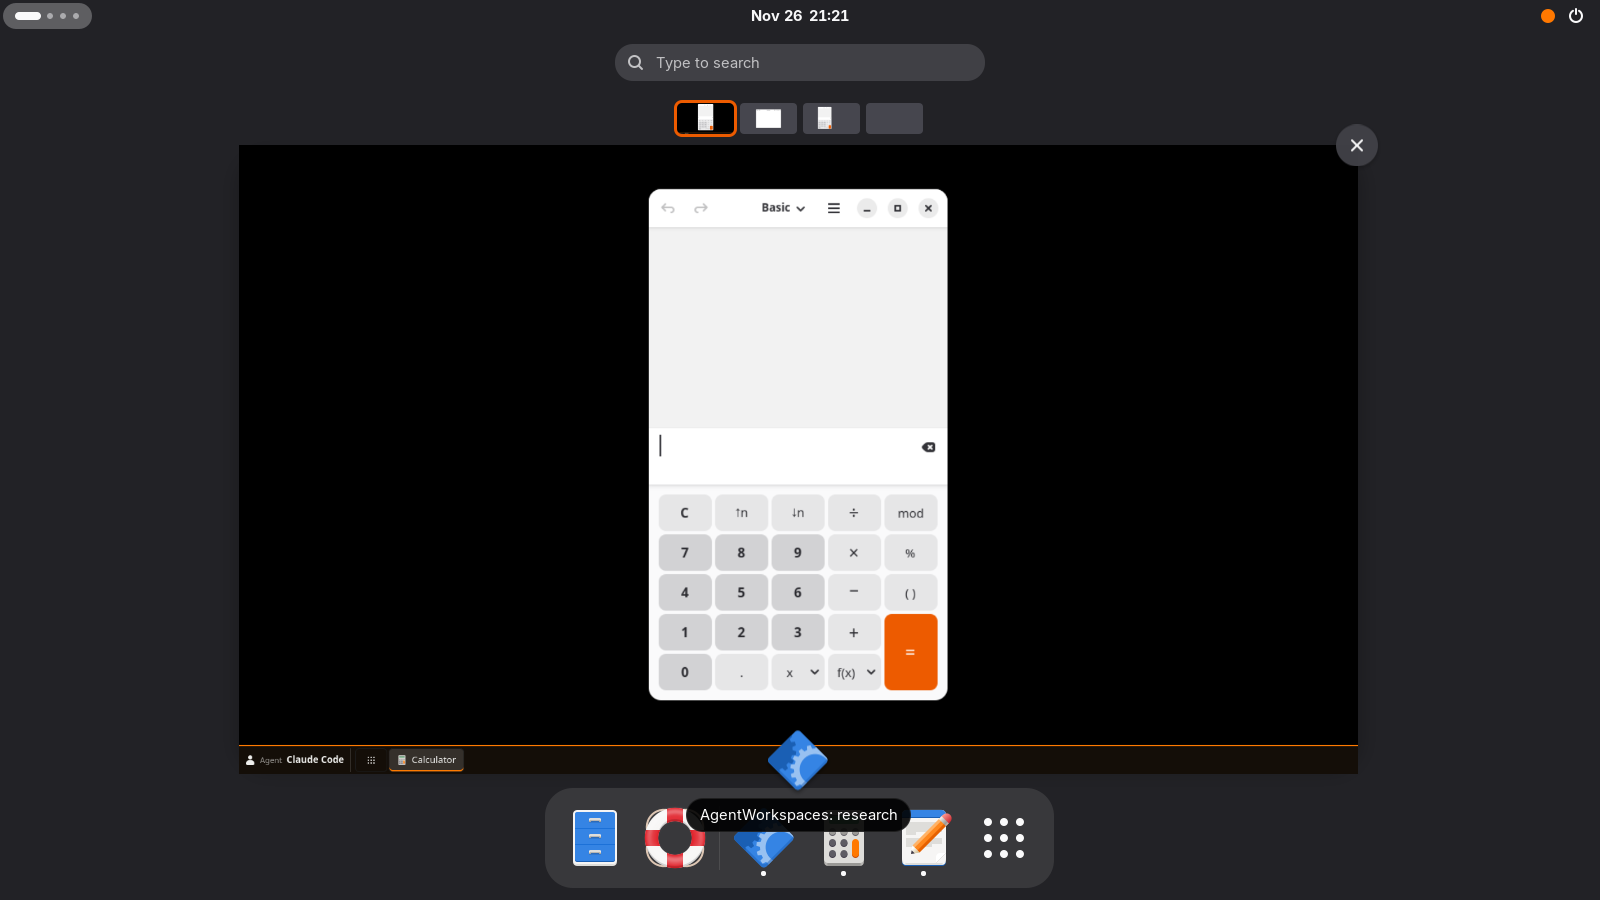 Nov 26 21:21
Type to search
Basic
C ↑n ↓n ÷ mod
7 8 9 × %
4 5 6 − ( )
1 2 3 +
=
0 . x f(x)
Agent Claude Code
Calculator
AgentWorkspaces: research